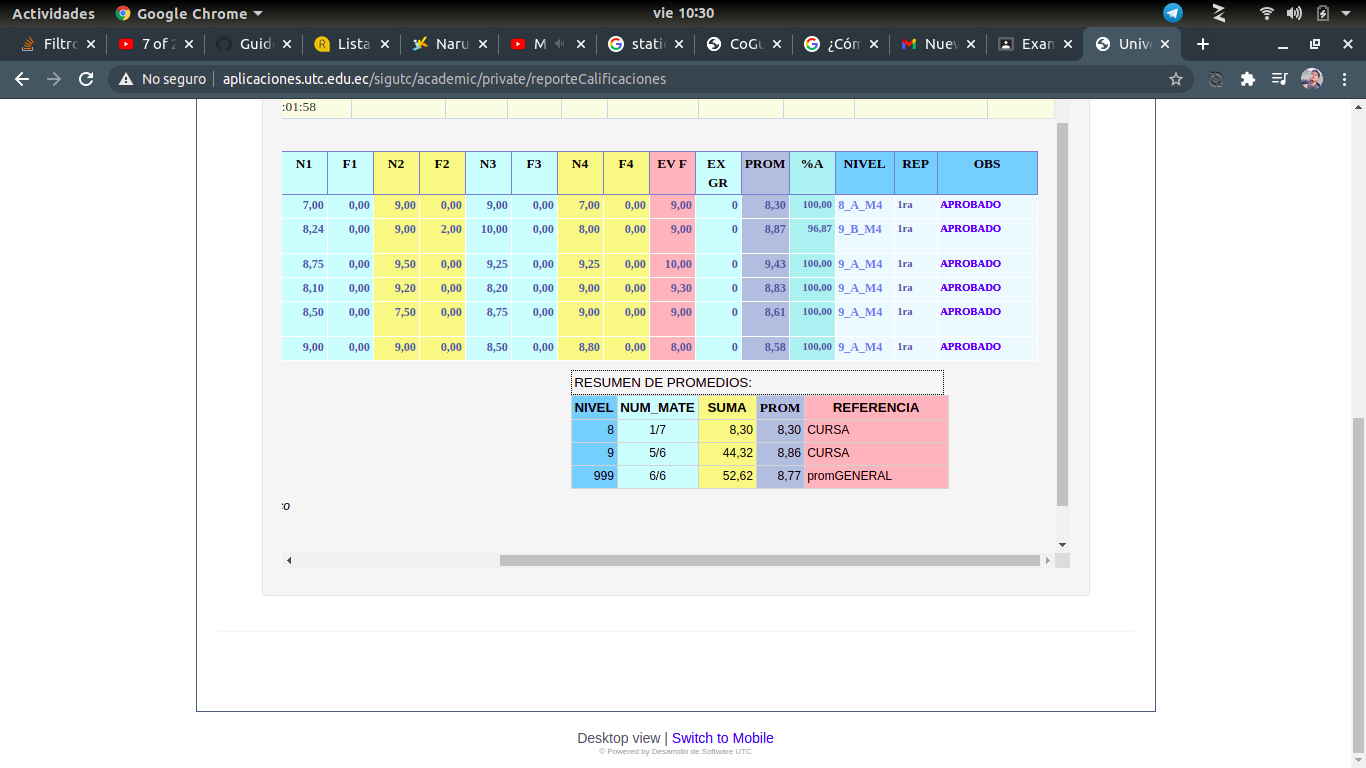 Actividades Google Chrome vie 10:30
Filtro 7 of 2 Guid Lista Naru M stati CoGu ¿Cóm Nuev Exan Unive
No seguro aplicaciones.utc.edu.ec/sigutc/academic/private/reporteCalificaciones
:01:58
N1 F1 N2 F2 N3 F3 N4 F4 EV F EX GR PROM %A NIVEL REP OBS
7,00 0,00 9,00 0,00 9,00 0,00 7,00 0,00 9,00 0 8,30 100,00 8_A_M4 1ra APROBADO
8,24 0,00 9,00 2,00 10,00 0,00 8,00 0,00 9,00 0 8,87 96,87 9_B_M4 1ra APROBADO
8,75 0,00 9,50 0,00 9,25 0,00 9,25 0,00 10,00 0 9,43 100,00 9_A_M4 1ra APROBADO
8,10 0,00 9,20 0,00 8,20 0,00 9,00 0,00 9,30 0 8,83 100,00 9_A_M4 1ra APROBADO
8,50 0,00 7,50 0,00 8,75 0,00 9,00 0,00 9,00 0 8,61 100,00 9_A_M4 1ra APROBADO
9,00 0,00 9,00 0,00 8,50 0,00 8,80 0,00 8,00 0 8,58 100,00 9_A_M4 1ra APROBADO
RESUMEN DE PROMEDIOS:
NIVEL NUM_MATE SUMA PROM REFERENCIA
8 1/7 8,30 8,30 CURSA
9 5/6 44,32 8,86 CURSA
999 6/6 52,62 8,77 promGENERAL
co
Desktop view | Switch to Mobile
© Powered by Desarrollo de Software UTC